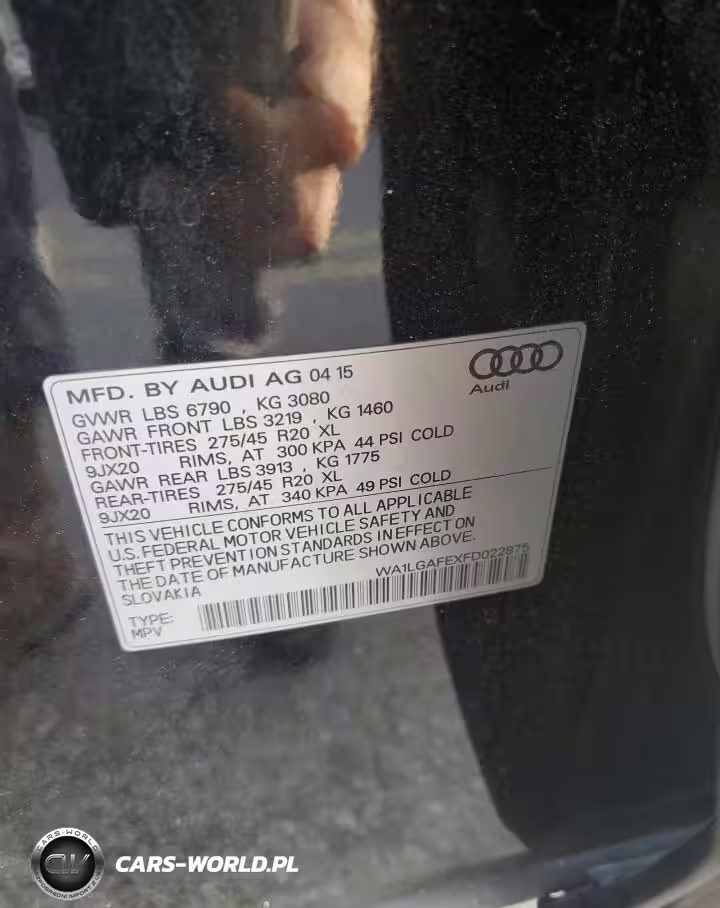 MFD. BY AUDI AG 04 15
Audi
GVWR LBS 6790 , KG 3080
GAWR FRONT LBS 3219 , KG 1460
FRONT-TIRES 275/45 R20 XL
9JX20 RIMS, AT 300 KPA 44 PSI COLD
GAWR REAR LBS 3913 , KG 1775
REAR-TIRES 275/45 R20 XL
9JX20 RIMS, AT 340 KPA 49 PSI COLD
THIS VEHICLE CONFORMS TO ALL APPLICABLE
U.S. FEDERAL MOTOR VEHICLE SAFETY AND
THEFT PREVENTION STANDARDS IN EFFECT ON
THE DATE OF MANUFACTURE SHOWN ABOVE.
SLOVAKIA
WA1LGAFEXFD022875
TYPE:
MPV
CARS-WORLD
CW
CARS-WORLD.PL